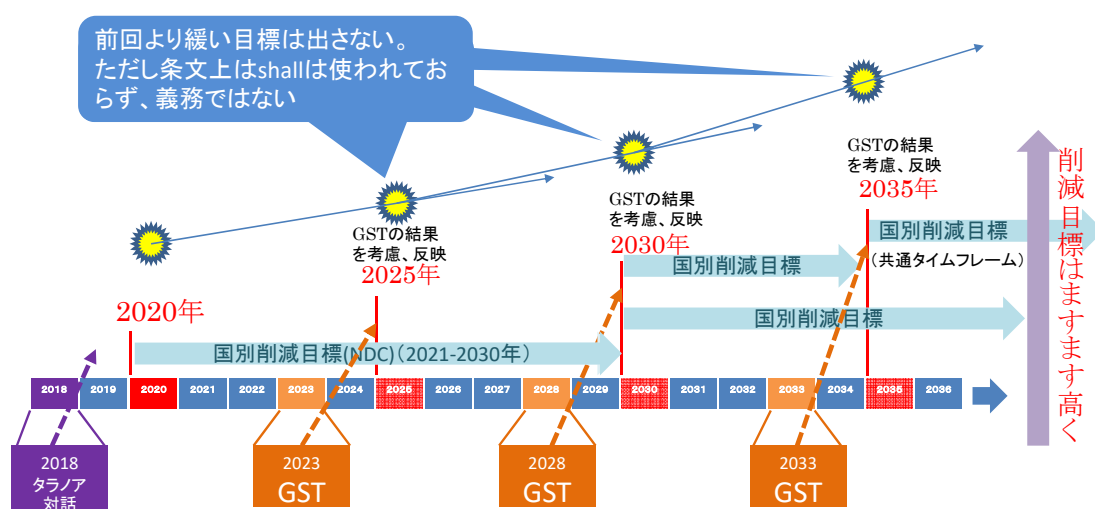 前回より緩い目標は出さない。
ただし条文上はshallは使われてお
らず、義務ではない
GSTの結果
を考慮、反映
2035年
GSTの結果
を考慮、反映
2030年
GSTの結果
を考慮、反映
2025年
2020年
国別削減目標
(共通タイムフレーム)
国別削減目標
国別削減目標
国別削減目標(NDC)(2021-2030年)
削減目標はますます高く
2018 2019 2020 2021 2022 2023 2024 2025 2026 2027 2028 2029 2030 2031 2032 2033 2034 2035 2036
2018
タラノア
対話
2023
GST
2028
GST
2033
GST